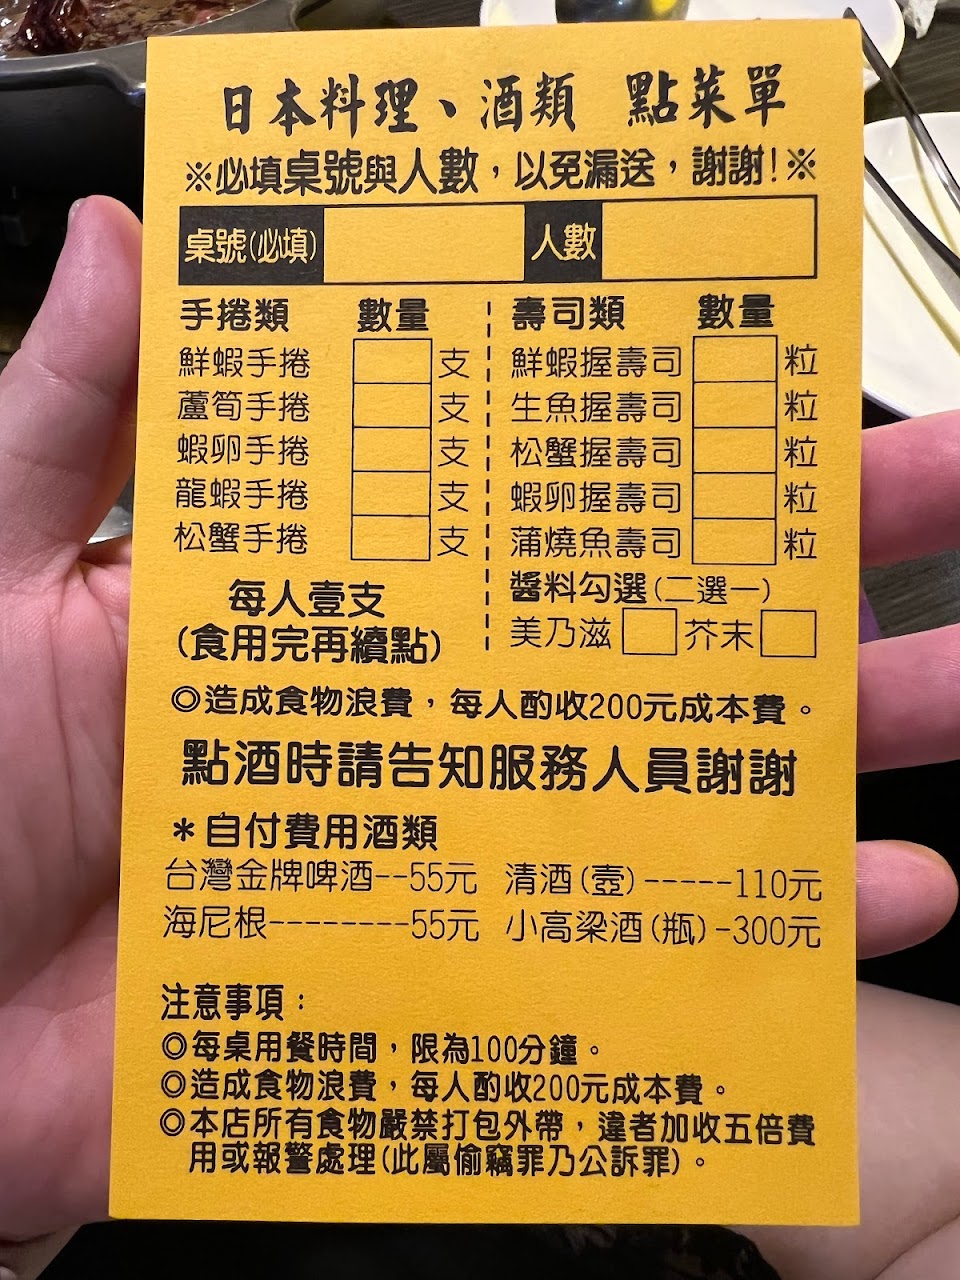 日本料理、酒類 點菜單
※必填桌號與人數，以免漏送，謝謝!※
桌號(必填) 人數
手捲類 數量 壽司類 數量
鮮蝦手捲 支 鮮蝦握壽司 粒
蘆筍手捲 支 生魚握壽司 粒
蝦卵手捲 支 松蟹握壽司 粒
龍蝦手捲 支 蝦卵握壽司 粒
松蟹手捲 支 蒲燒魚壽司 粒
每人壹支 醬料勾選(二選一)
(食用完再續點) 美乃滋 芥末
◎造成食物浪費，每人酌收200元成本費。
點酒時請告知服務人員謝謝
＊自付費用酒類
台灣金牌啤酒--55元 清酒(壺)-----110元
海尼根--------55元 小高梁酒(瓶)-300元
注意事項：
◎每桌用餐時間，限為100分鐘。
◎造成食物浪費，每人酌收200元成本費。
◎本店所有食物嚴禁打包外帶，違者加收五倍費
用或報警處理(此屬偷竊罪乃公訴罪)。